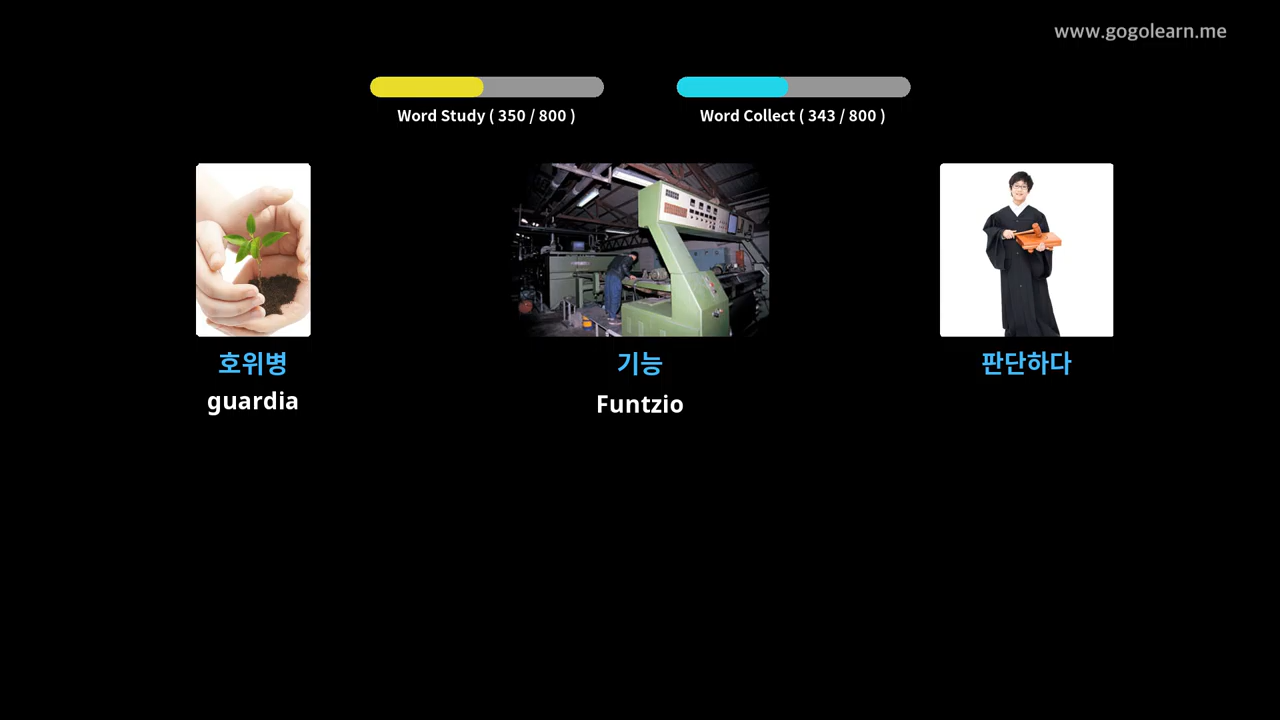 www.gogolearn.me
Word Study ( 350 / 800 )
Word Collect ( 343 / 800 )
호위병
guardia
기능
Funtzio
판단하다